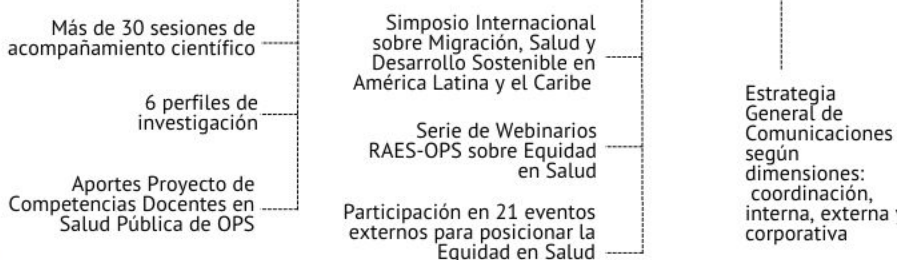 Más de 30 sesiones de
acompañamiento científico
6 perfiles de
investigación
Aportes Proyecto de
Competencias Docentes en
Salud Pública de OPS
Simposio Internacional
sobre Migración, Salud y
Desarrollo Sostenible en
América Latina y el Caribe
Serie de Webinarios
RAES-OPS sobre Equidad
en Salud
Participación en 21 eventos
externos para posicionar la
Equidad en Salud
Estrategia
General de
Comunicaciones
según
dimensiones:
coordinación,
interna, externa y
corporativa